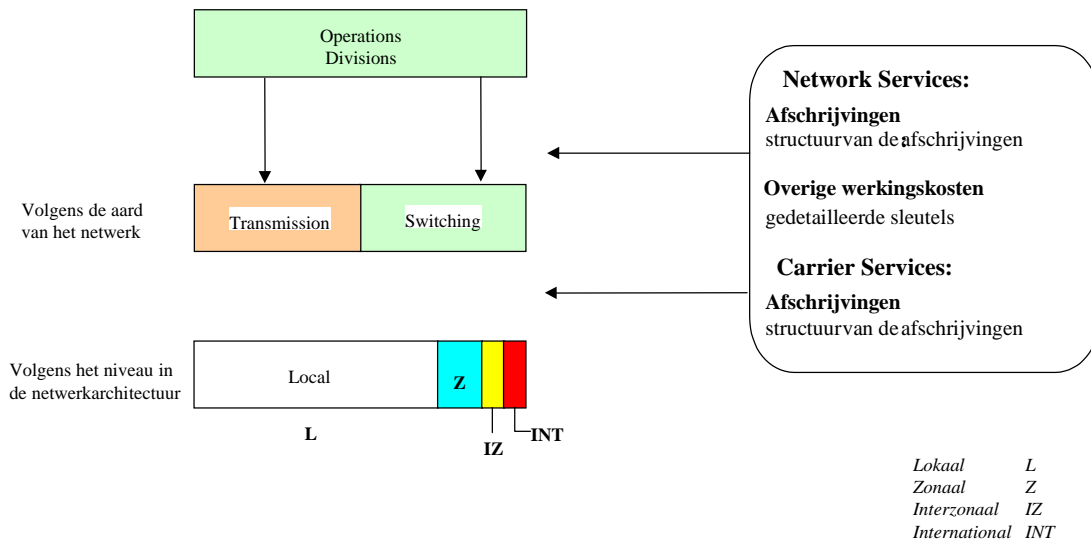 Operations
Divisions
Network Services:
Afschrijvingen
structuurvan de:afschrijvingen
Overige werkingskosten
gedetailleerde sleutels
Carrier Services:
Afschrijvingen
structuurvan de afschrijvingen
Volgens de aard
van het netwerk
Transmission
Switching
Volgens het niveau in
de netwerkarchitectuur
Local
Z
L
IZ
INT
Lokaal L
Zonaal Z
Interzonaal IZ
International INT